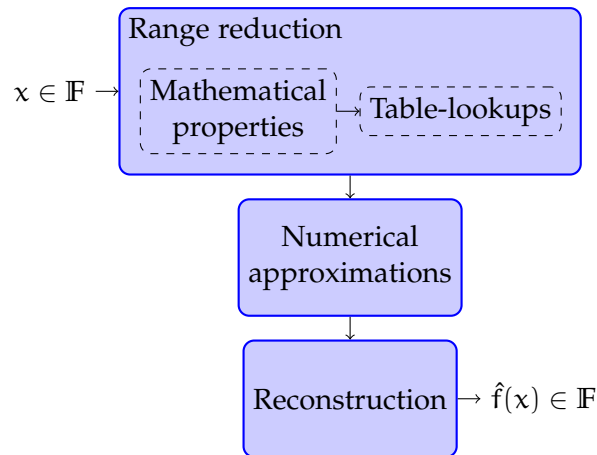 Range reduction
x ∈ 𝔽
Mathematical
properties
Table-lookups
Numerical
approximations
Reconstruction
f̂(x) ∈ 𝔽